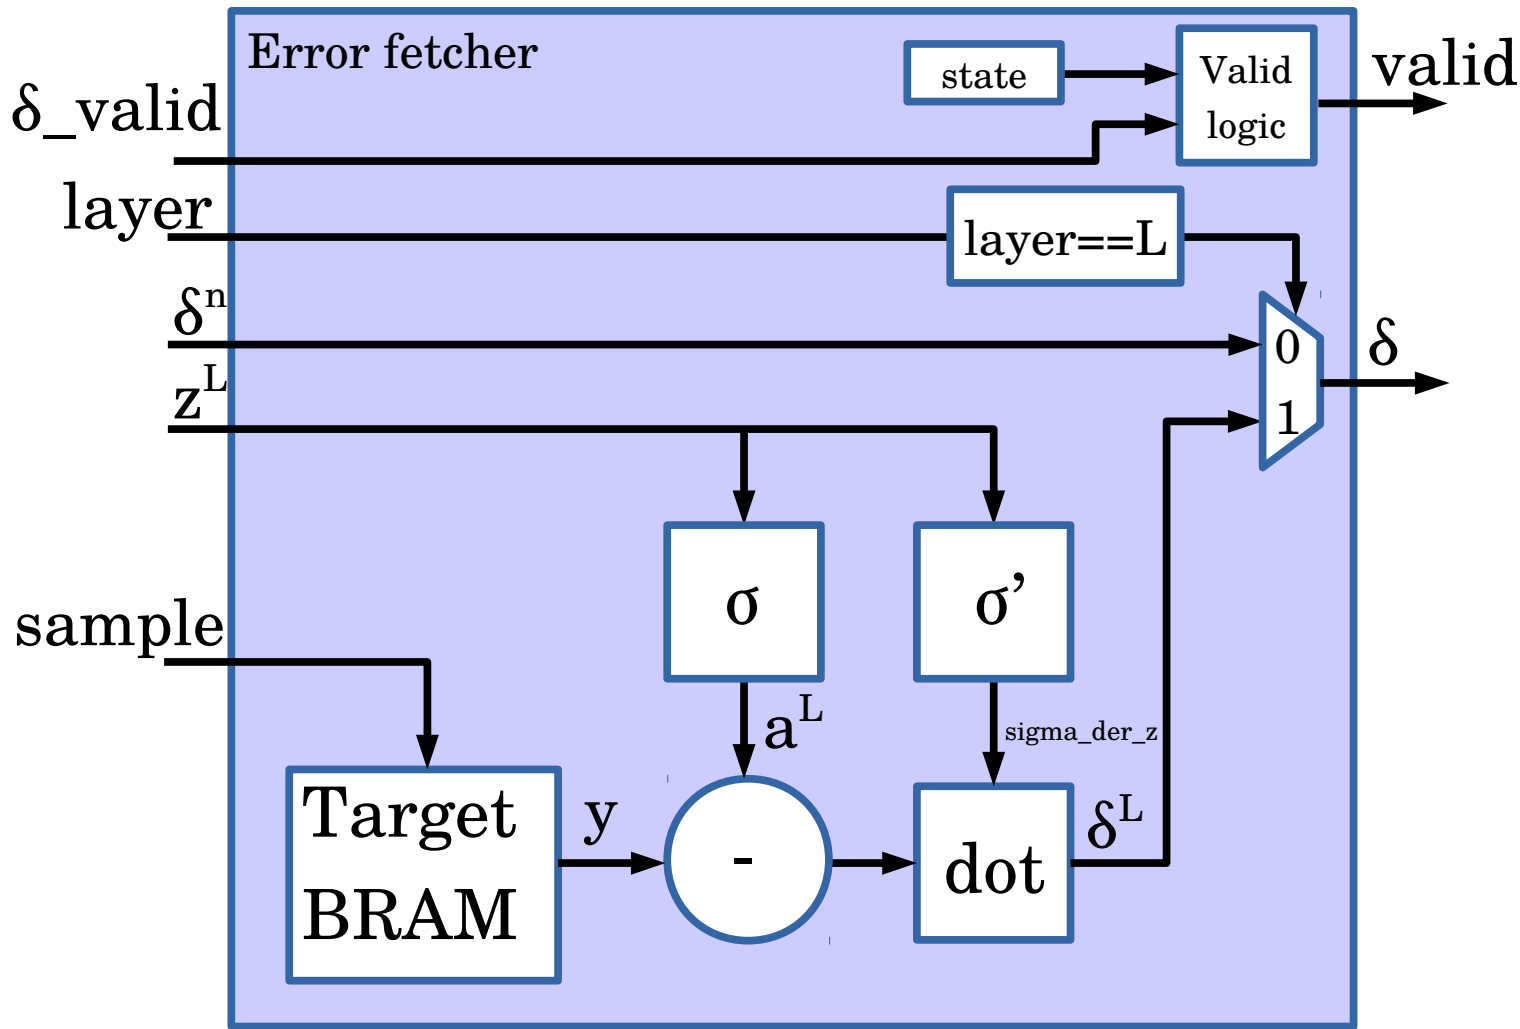 Error fetcher
state
Valid
logic
valid
δ_valid
layer
layer==L
δⁿ
0
δ
zᴸ
1
σ
σ’
sample
aᴸ
sigma_der_z
Target
BRAM
y
-
dot
δᴸ